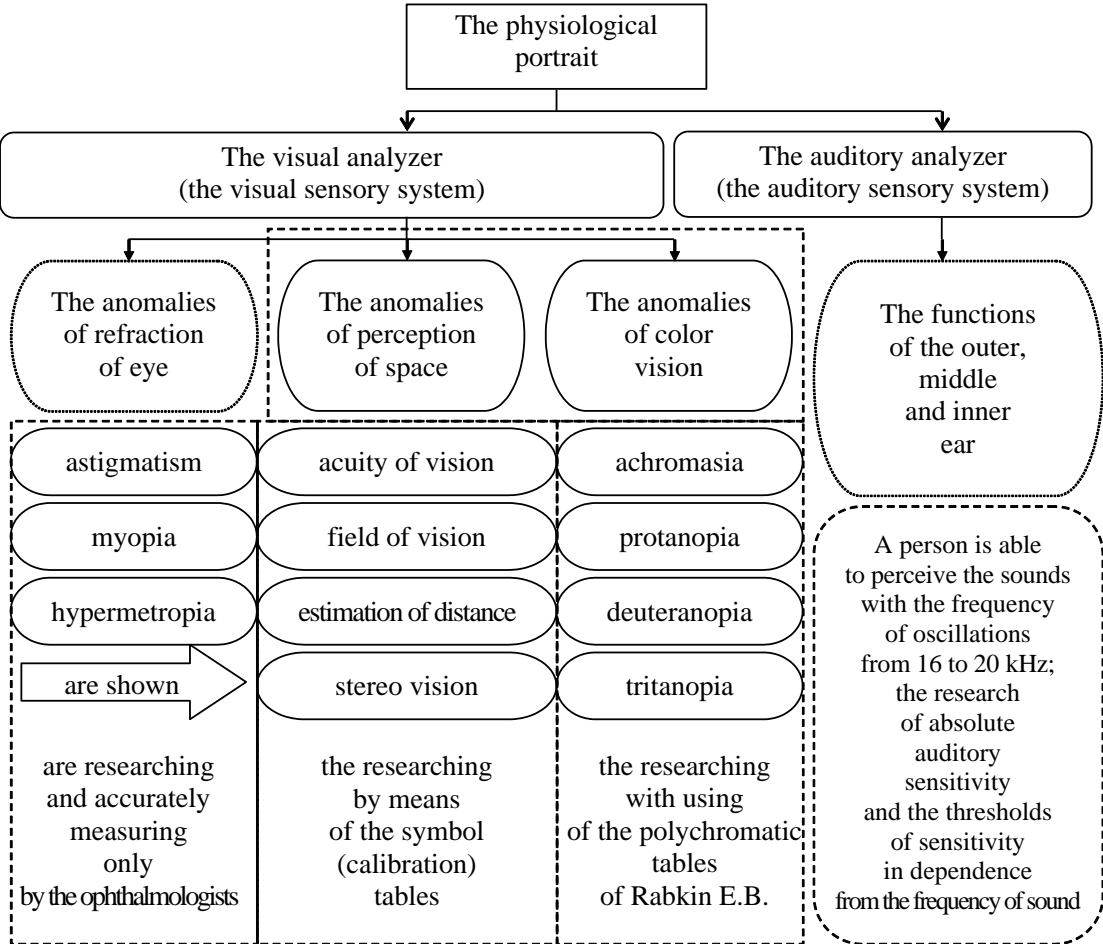 The physiological
portrait
The visual analyzer
(the visual sensory system)
The auditory analyzer
(the auditory sensory system)
The anomalies
of refraction
of eye
The anomalies
of perception
of space
The anomalies
of color
vision
The functions
of the outer,
middle
and inner
ear
astigmatism
acuity of vision
achromasia
myopia
field of vision
protanopia
hypermetropia
estimation of distance
deuteranopia
are shown
stereo vision
tritanopia
are researching
and accurately
measuring
only
by the ophthalmologists
the researching
by means
of the symbol
(calibration)
tables
the researching
with using
of the polychromatic
tables
of Rabkin E.B.
A person is able
to perceive the sounds
with the frequency
of oscillations
from 16 to 20 kHz;
the research
of absolute
auditory
sensitivity
and the thresholds
of sensitivity
in dependence
from the frequency of sound